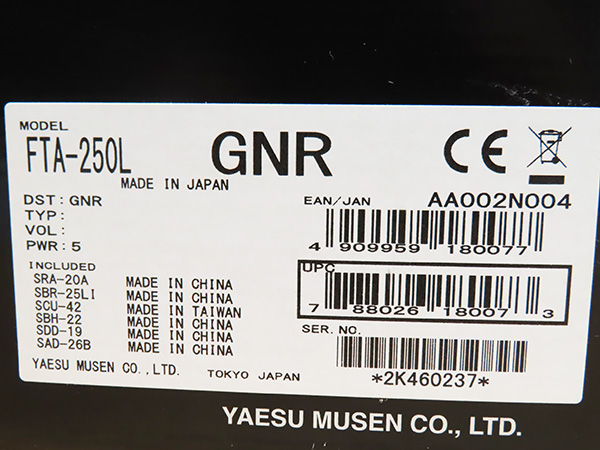 MODEL
FTA-250L GNR CE
MADE IN JAPAN
DST : GNR
TYP :
VOL :
PWR : 5
EAN/JAN AA002N004
4 909959 180077
UPC
7 88026 18007 3
SER. NO.
*2K460237*
INCLUDED
SRA-20A MADE IN CHINA
SBR-25LI MADE IN CHINA
SCU-42 MADE IN TAIWAN
SBH-22 MADE IN CHINA
SDD-19 MADE IN CHINA
SAD-26B MADE IN CHINA
YAESU MUSEN CO.,LTD. TOKYO JAPAN
YAESU MUSEN CO., LTD.